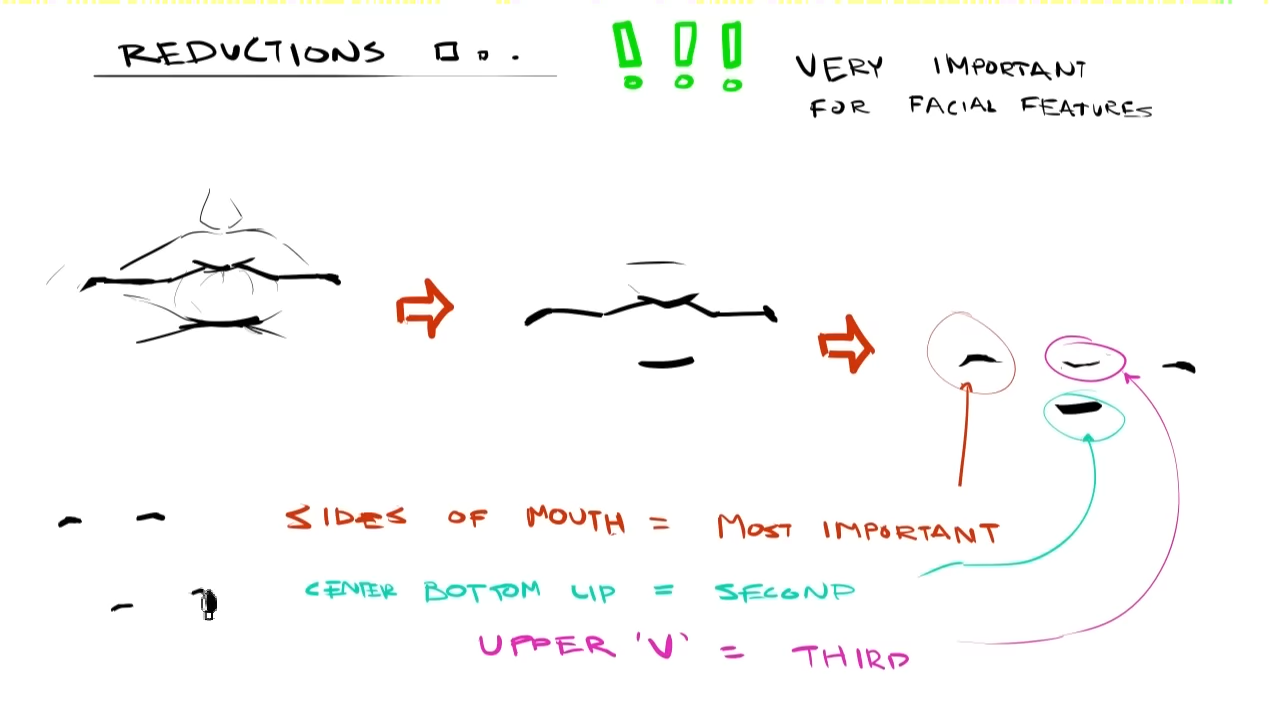 REDUCTIONS
!!!
VERY IMPORTANT
FOR FACIAL FEATURES
SIDES OF MOUTH = MOST IMPORTANT
CENTER BOTTOM LIP = SECOND
UPPER 'V' = THIRD